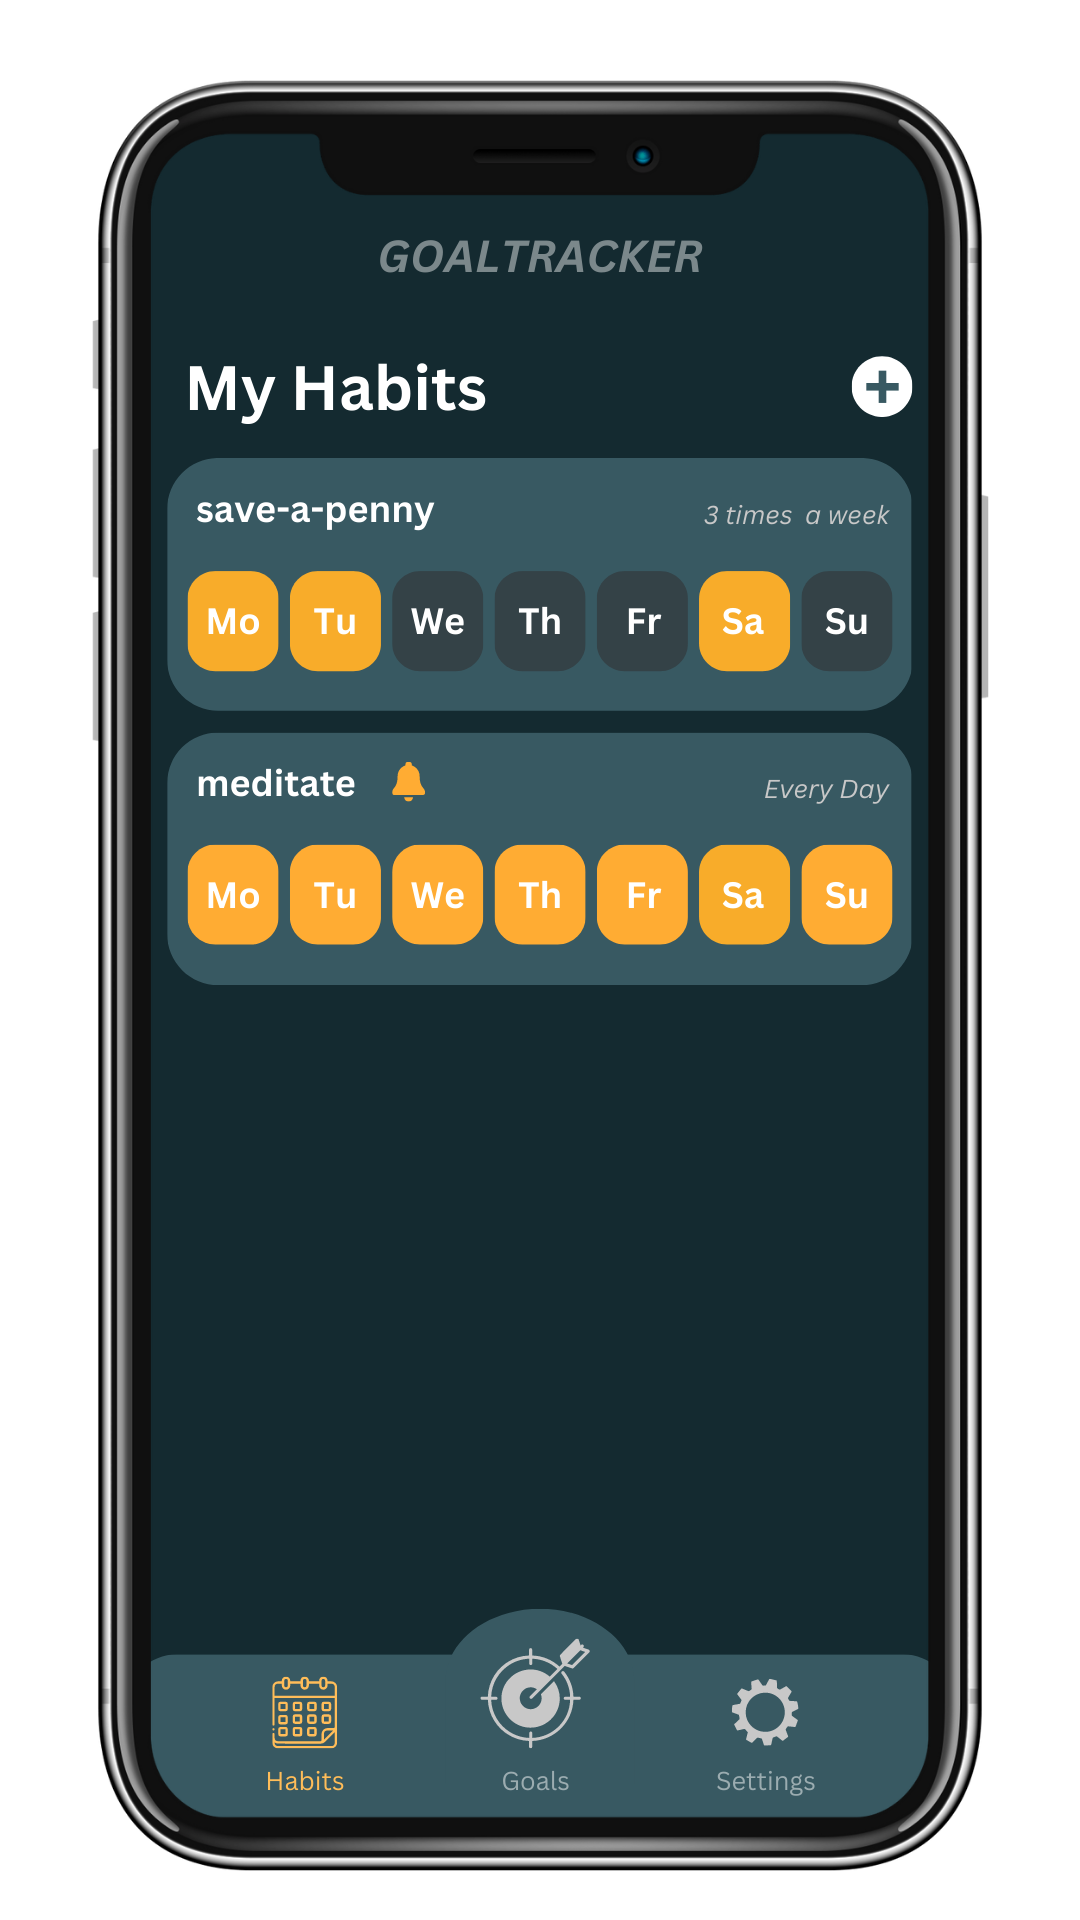 GOALTRACKER
My Habits
save-a-penny 3 times a week
Mo Tu We Th Fr Sa Su
meditate Every Day
Mo Tu We Th Fr Sa Su
Habits Goals Settings